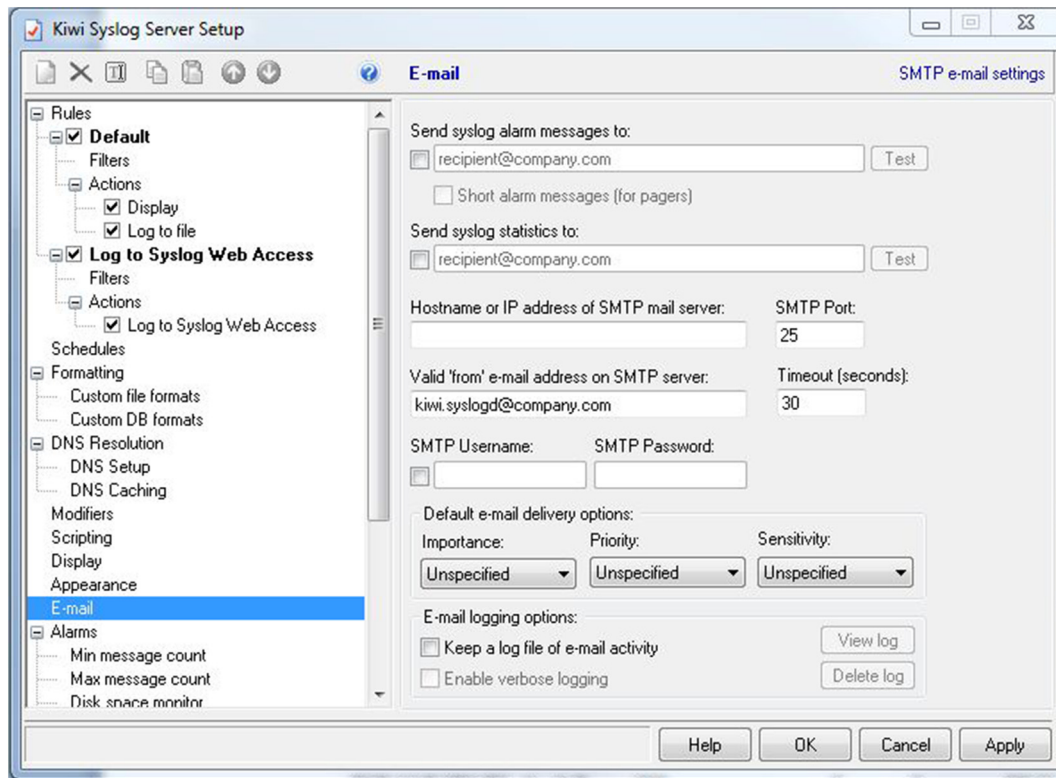 Kiwi Syslog Server Setup
E-mail
SMTP e-mail settings
Rules
Default
Filters
Actions
Display
Log to file
Log to Syslog Web Access
Filters
Actions
Log to Syslog Web Access
Schedules
Formatting
Custom file formats
Custom DB formats
DNS Resolution
DNS Setup
DNS Caching
Modifiers
Scripting
Display
Appearance
E-mail
Alarms
Min message count
Max message count
Disk space monitor
Send syslog alarm messages to:
recipient@company.com Test
Short alarm messages (for pagers)
Send syslog statistics to:
recipient@company.com Test
Hostname or IP address of SMTP mail server: SMTP Port:
25
Valid 'from' e-mail address on SMTP server: Timeout (seconds):
kiwi.syslogd@company.com 30
SMTP Username: SMTP Password:
Default e-mail delivery options:
Importance: Priority: Sensitivity:
Unspecified Unspecified Unspecified
E-mail logging options:
Keep a log file of e-mail activity View log
Enable verbose logging Delete log
Help OK Cancel Apply